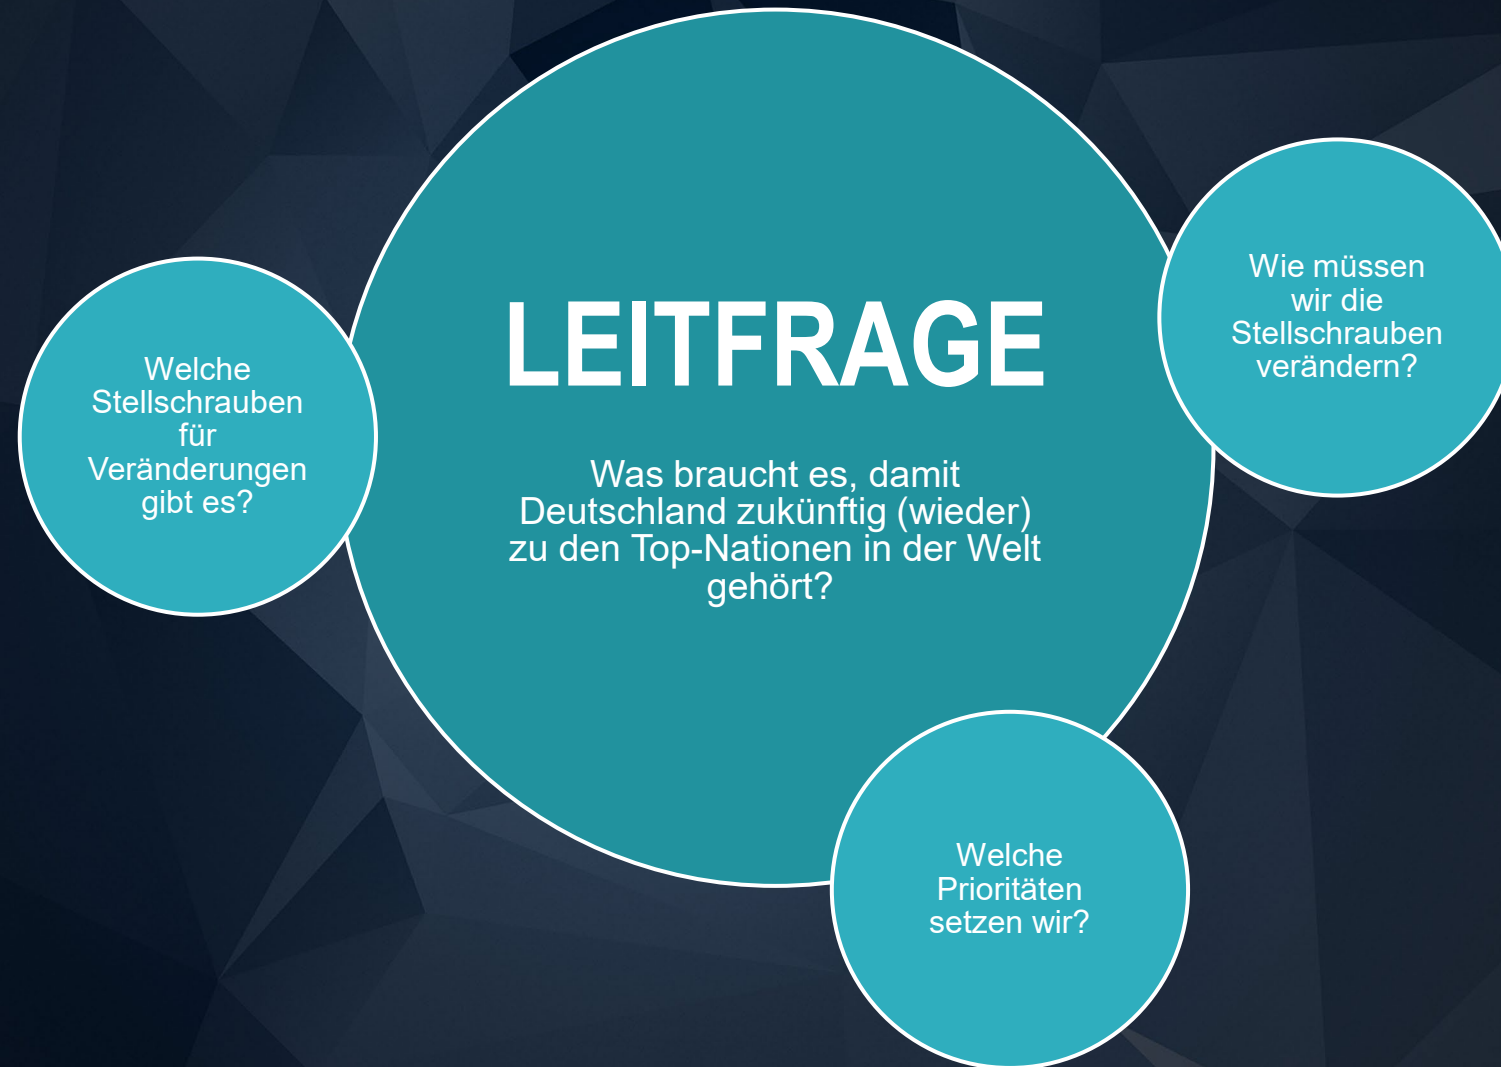 LEITFRAGE
Was braucht es, damit
Deutschland zukünftig (wieder)
zu den Top-Nationen in der Welt
gehört?
Welche
Stellschrauben
für
Veränderungen
gibt es?
Wie müssen
wir die
Stellschrauben
verändern?
Welche
Prioritäten
setzen wir?